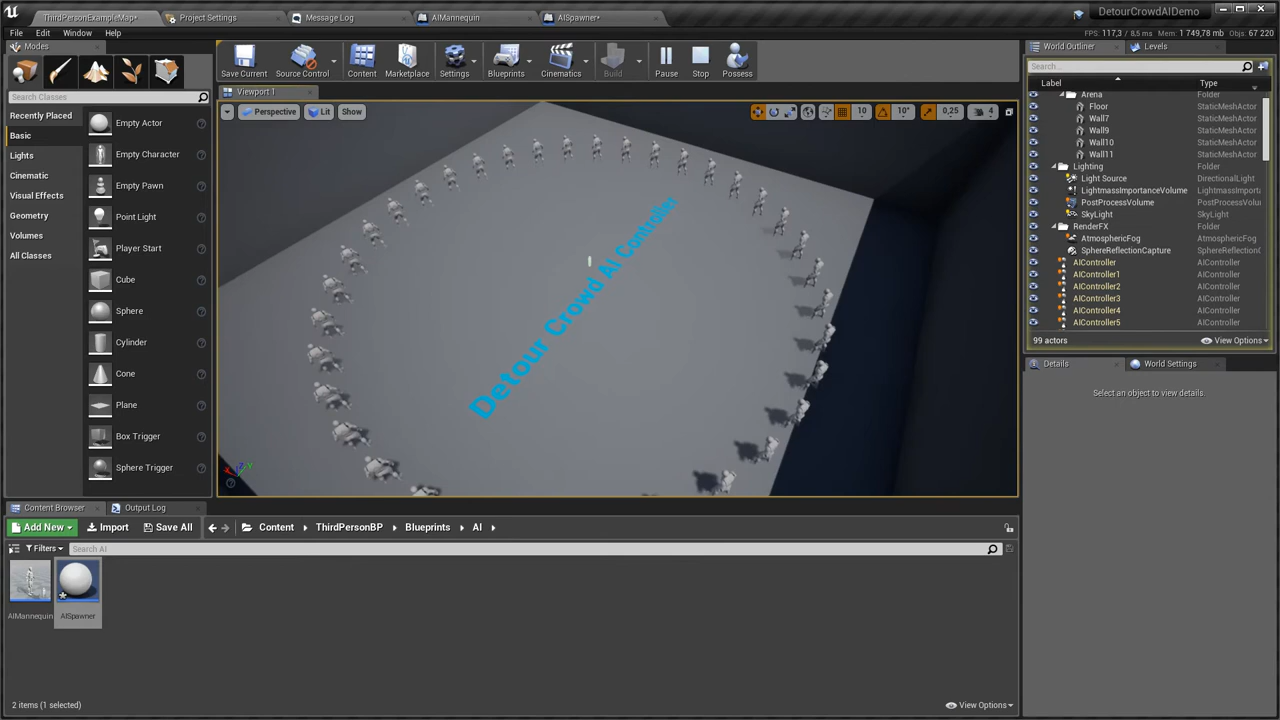 ThirdPersonExampleMap*
Project Settings
Message Log
AIMannequin
AISpawner*
DetourCrowdAIDemo
File
Edit
Window
Help
FPS: 117,3 / 8,5 ms
Mem: 1 749,78 mb
Objs: 67 220
Modes
Search Classes
Recently Placed
Basic
Lights
Cinematic
Visual Effects
Geometry
Volumes
All Classes
Empty Actor
Empty Character
Empty Pawn
Point Light
Player Start
Cube
Sphere
Cylinder
Cone
Plane
Box Trigger
Sphere Trigger
Save Current
Source Control
Content
Marketplace
Settings
Blueprints
Cinematics
Build
Pause
Stop
Possess
Viewport 1
Perspective
Lit
Show
10
10°
0,25
4
Detour Crowd AI Controller
World Outliner
Levels
Search...
Label
Type
Arena
Folder
Floor
StaticMeshActor
Wall7
StaticMeshActor
Wall9
StaticMeshActor
Wall10
StaticMeshActor
Wall11
StaticMeshActor
Lighting
Folder
Light Source
DirectionalLight
LightmassImportanceVolume
LightmassImporta
PostProcessVolume
PostProcessVolu
SkyLight
SkyLight
RenderFX
Folder
AtmosphericFog
AtmosphericFog
SphereReflectionCapture
SphereReflection
AIController
AIController
AIController1
AIController
AIController2
AIController
AIController3
AIController
AIController4
AIController
AIController5
AIController
99 actors
View Options
Details
World Settings
Select an object to view details.
Content Browser
Output Log
Add New
Import
Save All
Content
ThirdPersonBP
Blueprints
AI
Filters
Search AI
AIMannequin
AISpawner
2 items (1 selected)
View Options